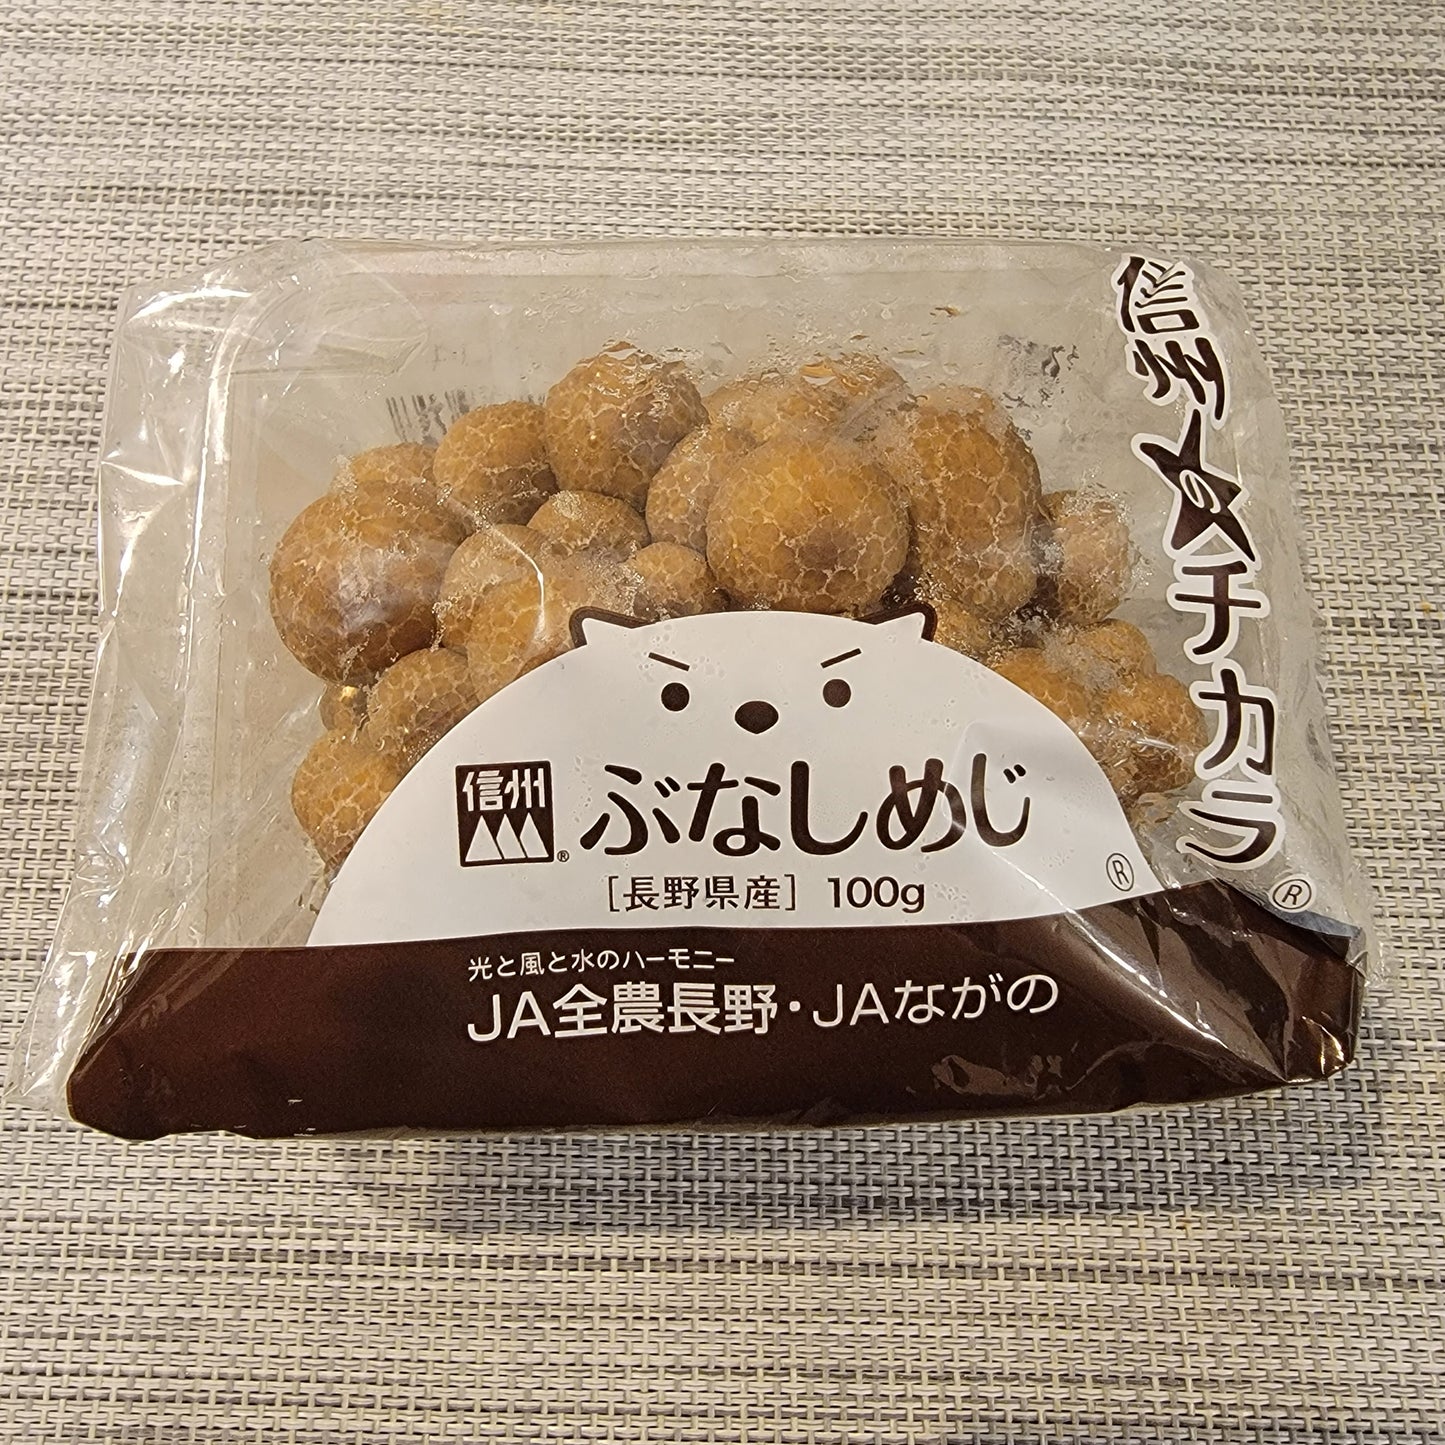 信州のチカラ
®
信州
®
ぶなしめじ
®
［長野県産］ 100g
光と風と水のハーモニー
JA全農長野・JAながの